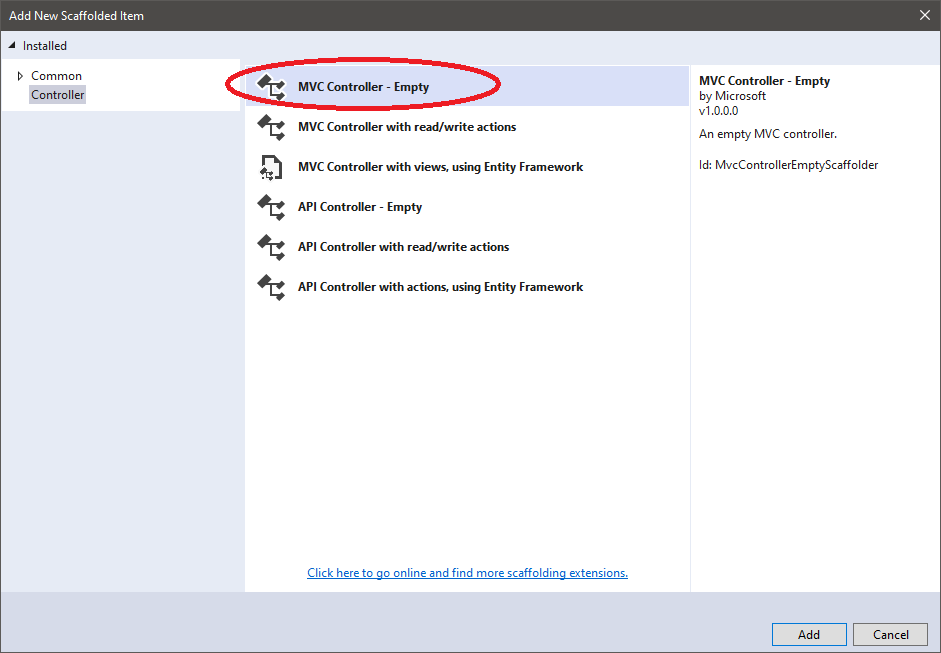 Add New Scaffolded Item
Installed
Common
Controller
MVC Controller - Empty
MVC Controller with read/write actions
MVC Controller with views, using Entity Framework
API Controller - Empty
API Controller with read/write actions
API Controller with actions, using Entity Framework
Click here to go online and find more scaffolding extensions.
MVC Controller - Empty
by Microsoft
v1.0.0.0
An empty MVC controller.
Id: MvcControllerEmptyScaffolder
Add
Cancel